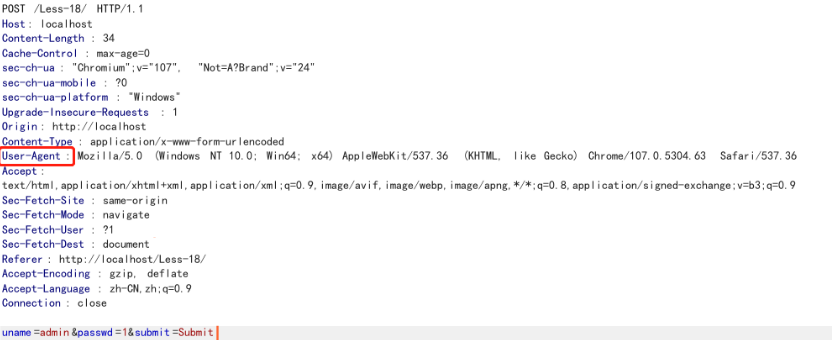 POST /Less-18/ HTTP/1.1
Host: localhost
Content-Length: 34
Cache-Control: max-age=0
sec-ch-ua: "Chromium";v="107", "Not=A?Brand";v="24"
sec-ch-ua-mobile: ?0
sec-ch-ua-platform: "Windows"
Upgrade-Insecure-Requests: 1
Origin: http://localhost
Content-Type: application/x-www-form-urlencoded
User-Agent: Mozilla/5.0 (Windows NT 10.0; Win64; x64) AppleWebKit/537.36 (KHTML, like Gecko) Chrome/107.0.5304.63 Safari/537.36
Accept:
text/html,application/xhtml+xml,application/xml;q=0.9,image/avif,image/webp,image/apng,*/*;q=0.8,application/signed-exchange;v=b3;q=0.9
Sec-Fetch-Site: same-origin
Sec-Fetch-Mode: navigate
Sec-Fetch-User: ?1
Sec-Fetch-Dest: document
Referer: http://localhost/Less-18/
Accept-Encoding: gzip, deflate
Accept-Language: zh-CN,zh;q=0.9
Connection: close
uname=admin&passwd=1&submit=Submit